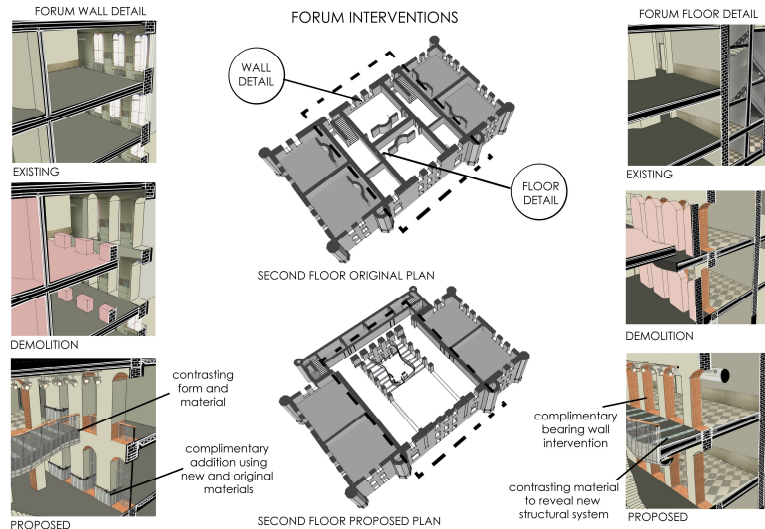 FORUM WALL DETAIL
FORUM INTERVENTIONS
FORUM FLOOR DETAIL
WALL
DETAIL
EXISTING
EXISTING
FLOOR
DETAIL
SECOND FLOOR ORIGINAL PLAN
DEMOLITION
DEMOLITION
contrasting
form and
material
complimentary
addition using
new and original
materials
complimentary
bearing wall
intervention
contrasting material
to reveal new
structural system
PROPOSED
SECOND FLOOR PROPOSED PLAN
PROPOSED